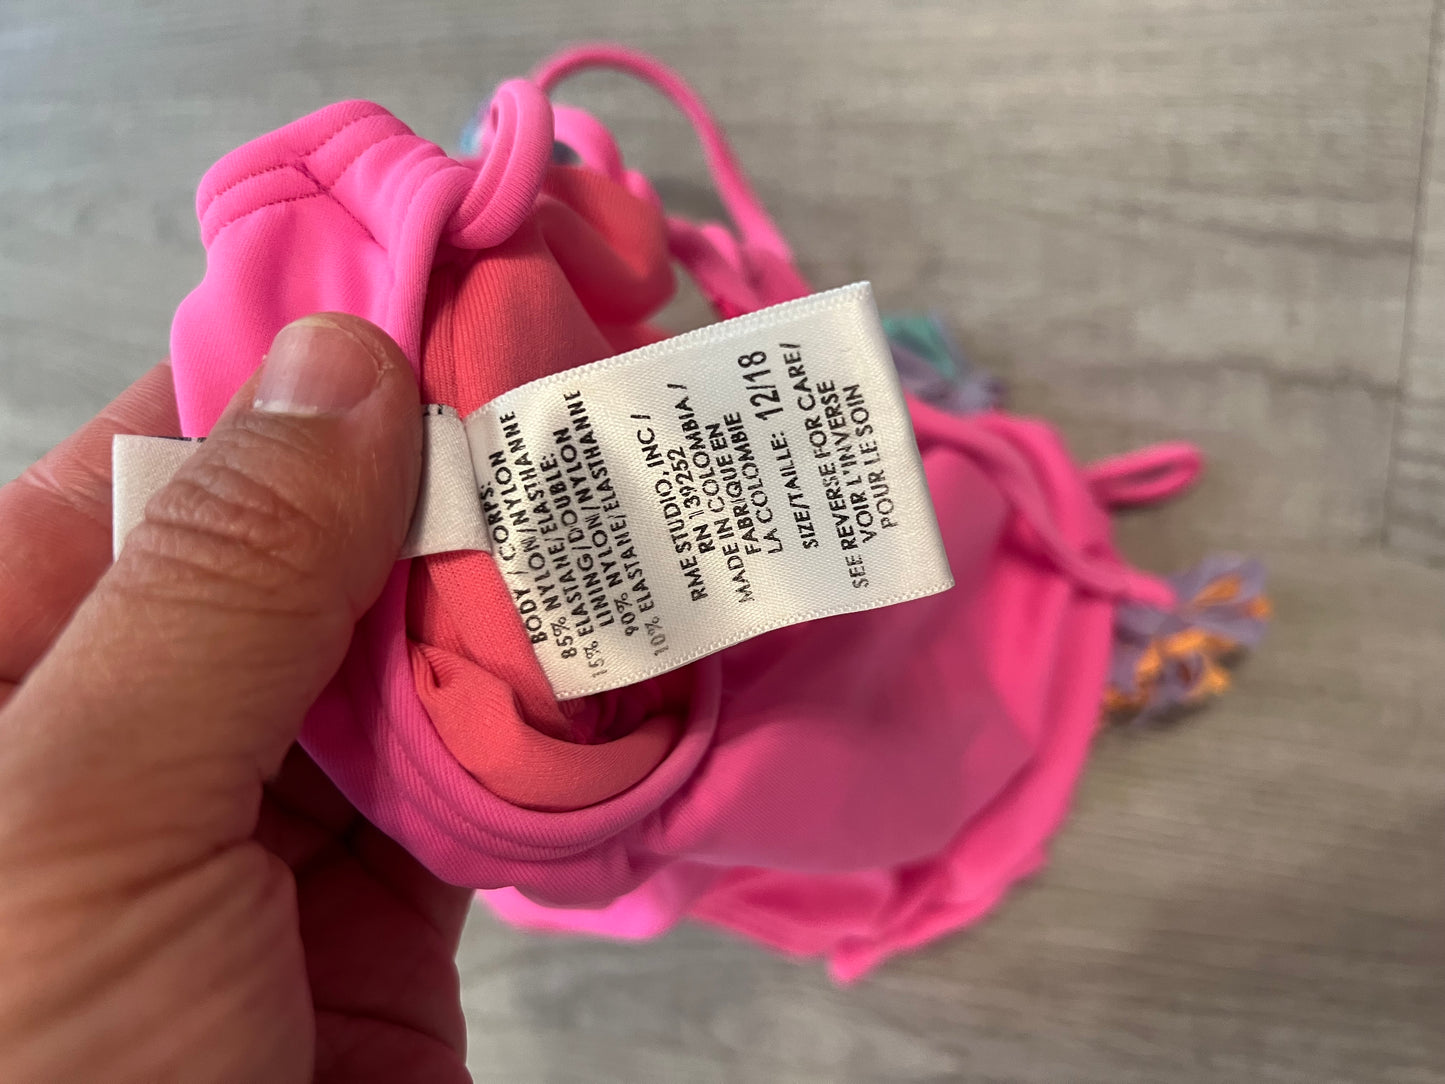 BODY / CORPS:
NYLON/NYLON
85% NYLON/NYLON
15% ELASTANE/ELASTHANNE
LINING/DOUBLE:
90% NYLON/NYLON
10% ELASTANE/ELASTHANNE
RME STUDIO, INC /
RN 139252
MADE IN COLOMBIA /
FABRIQUE EN
LA COLOMBIE
SIZE/TAILLE: 12/18
SEE REVERSE FOR CARE/
VOIR L'INVERSE
POUR LE SOIN